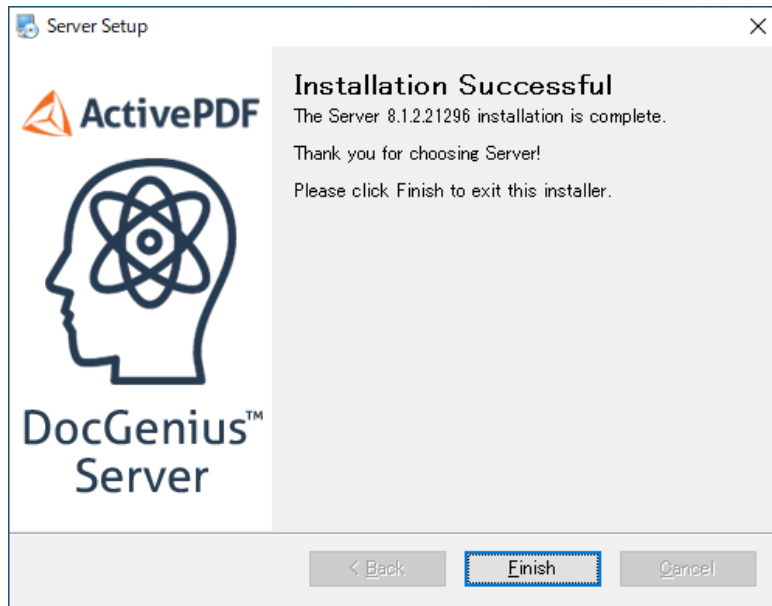 Server Setup
ActivePDF
DocGenius™
Server
Installation Successful
The Server 8.1.2.21296 installation is complete.
Thank you for choosing Server!
Please click Finish to exit this installer.
< Back
Finish
Cancel